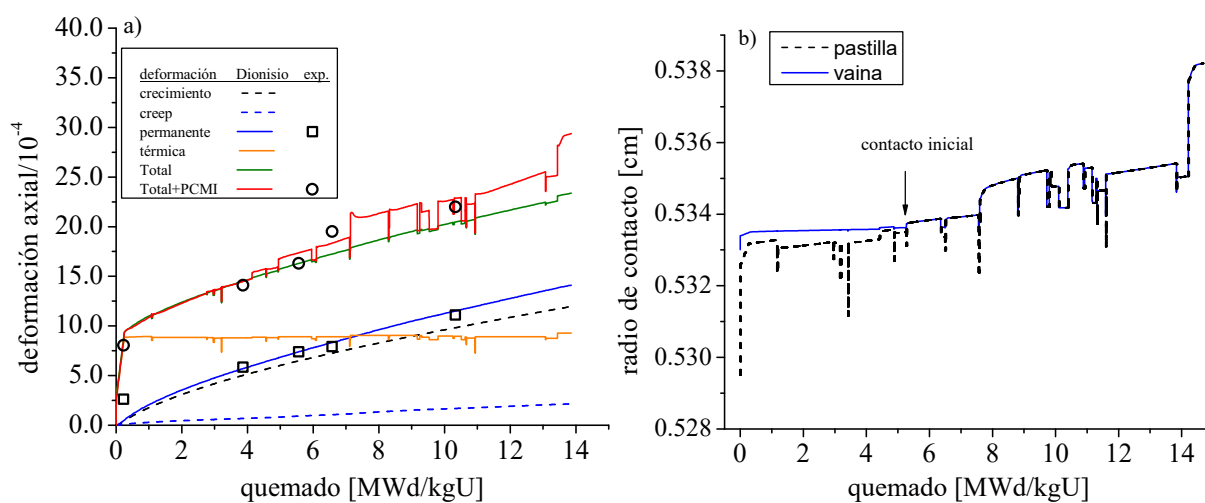 a)
deformación axial/10⁻⁴
40.0
35.0
30.0
25.0
20.0
15.0
10.0
5.0
0.0
deformación Dionisio exp.
crecimiento
creep
permanente
térmica
Total
Total+PCMI
0 2 4 6 8 10 12 14
quemado [MWd/kgU]
b)
radio de contacto [cm]
0.538
0.536
0.534
0.532
0.530
0.528
pastilla
vaina
contacto inicial
0 2 4 6 8 10 12 14
quemado [MWd/kgU]